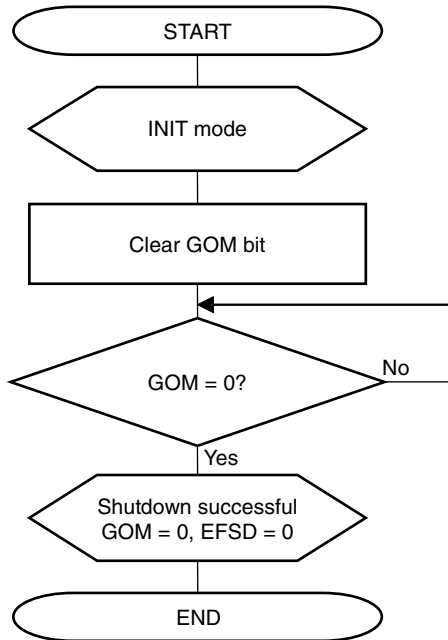 START
INIT mode
Clear GOM bit
GOM = 0?
No
Yes
Shutdown successful
GOM = 0, EFSD = 0
END